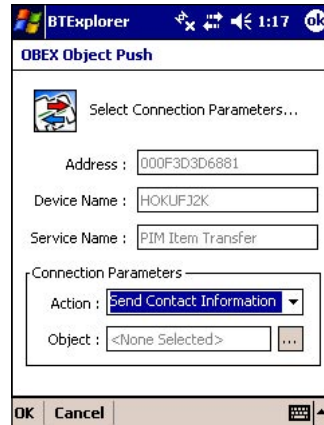 BTExplorer 1:17 ok
OBEX Object Push
Select Connection Parameters...
Address : 000F3D3D6881
Device Name : HOKUFJ2K
Service Name : PIM Item Transfer
Connection Parameters
Action : Send Contact Information
Object : <None Selected> ...
OK Cancel